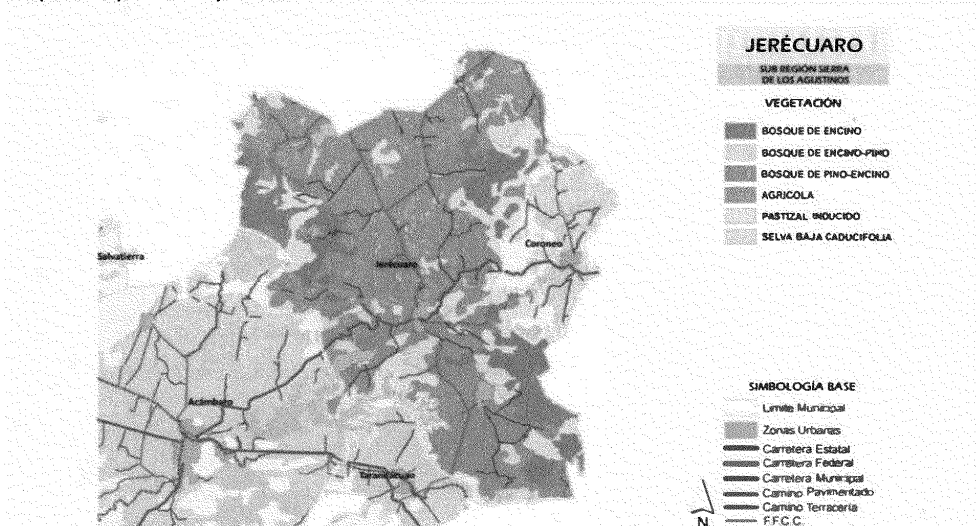 JERÉCUARO
SUB REGIÓN SIERRA
DE LOS AGUSTINOS
VEGETACIÓN
BOSQUE DE ENCINO
BOSQUE DE ENCINO-PINO
BOSQUE DE PINO-ENCINO
AGRICOLA
PASTIZAL INDUCIDO
SELVA BAJA CADUCIFOLIA
Salvatierra
Coroneo
Jerécuaro
Acámbaro
Tarandacuao
SIMBOLOGÍA BASE
Limite Municipal
Zonas Urbanas
Carretera Estatal
Carretera Federal
Carretera Municipal
Camino Pavimentado
Camino Terraceria
F.F.C.C.
N